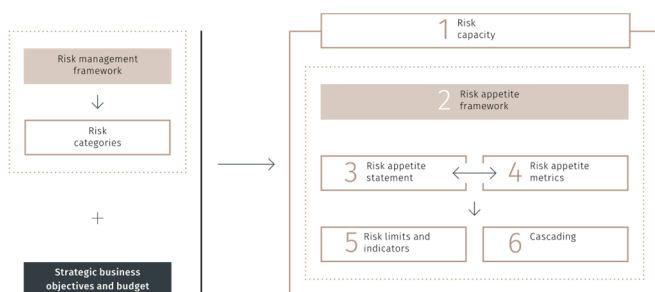 Risk management
framework
Risk
categories
+
Strategic business
objectives and budget
1 Risk
capacity
2 Risk appetite
framework
3 Risk appetite
statement
4 Risk appetite
metrics
5 Risk limits and
indicators
6 Cascading